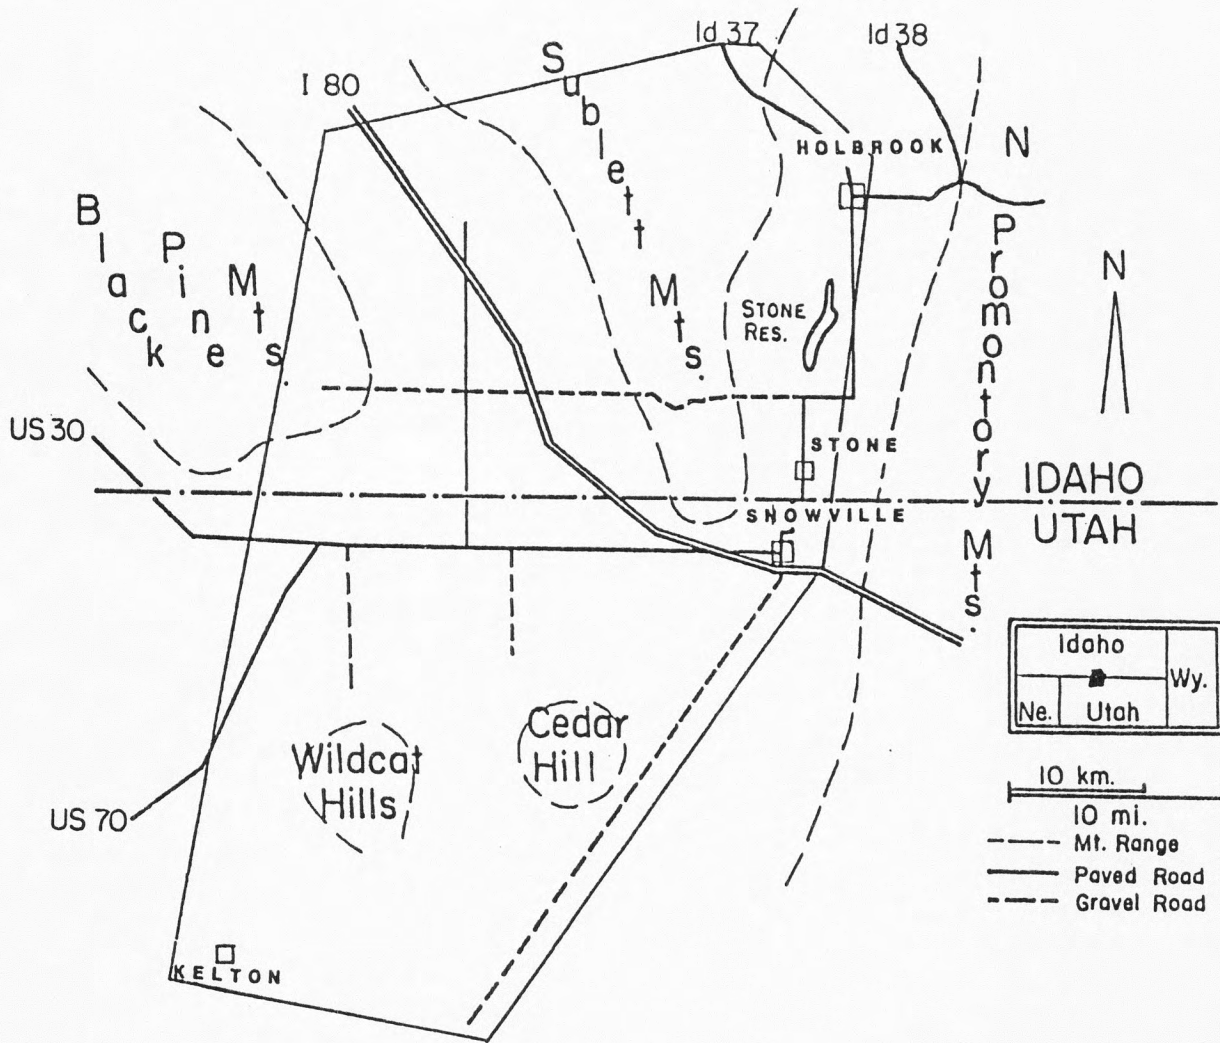 Id 37
Id 38
Sublett Mts.
I 80
HOLBROOK
N
Black Pine Mts.
Promontory Mts.
N
STONE
RES.
US 30
STONE
IDAHO
SNOWVILLE
UTAH
Idaho
Wy.
Ne.
Utah
Cedar
Hill
Wildcat
Hills
10 km.
10 mi.
US 70
Mt. Range
Paved Road
Gravel Road
KELTON